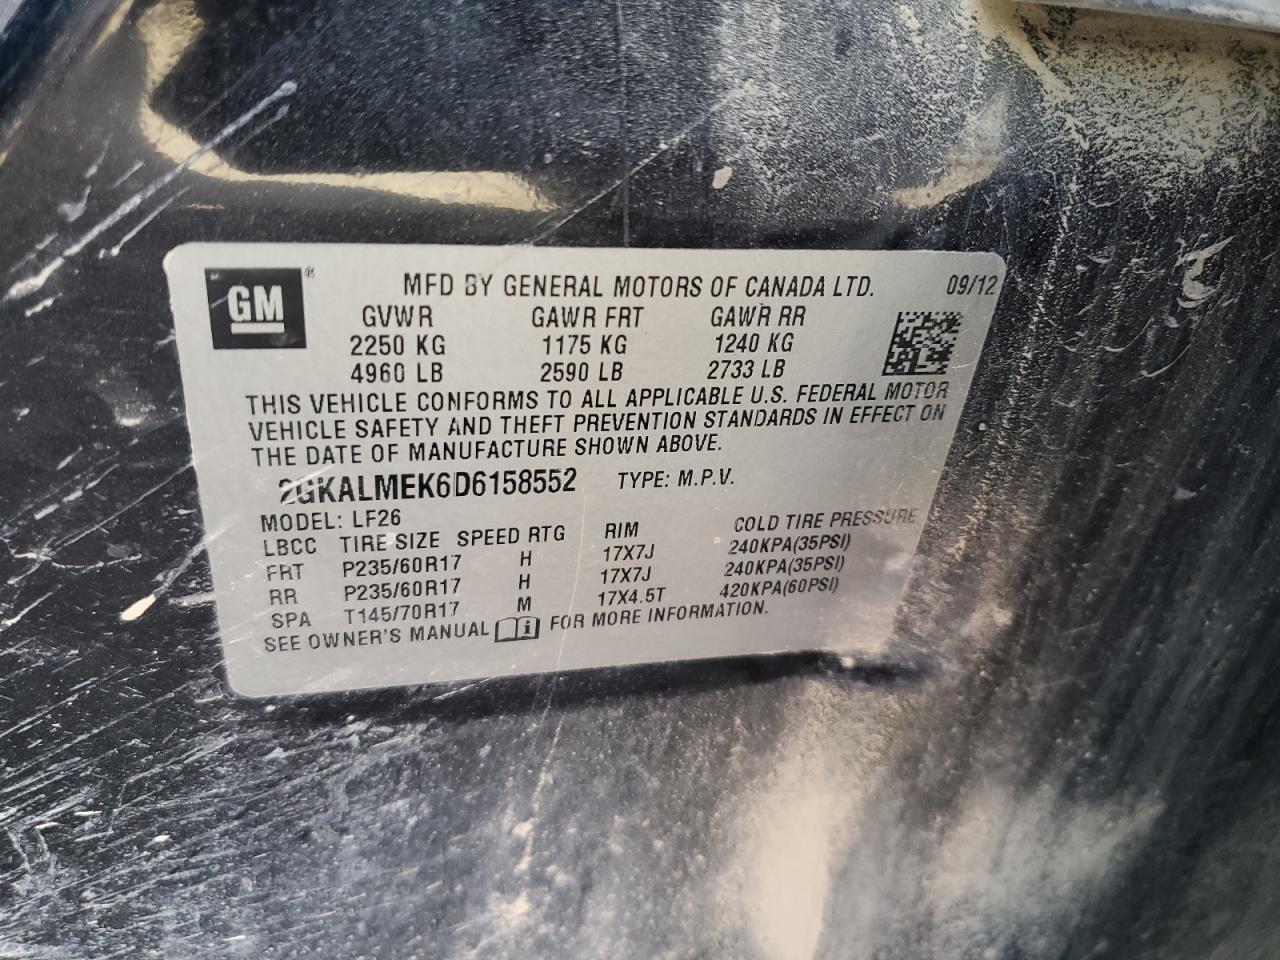 GM ®
MFD BY GENERAL MOTORS OF CANADA LTD. 09/12
GVWR GAWR FRT GAWR RR
2250 KG 1175 KG 1240 KG
4960 LB 2590 LB 2733 LB
THIS VEHICLE CONFORMS TO ALL APPLICABLE U.S. FEDERAL MOTOR
VEHICLE SAFETY AND THEFT PREVENTION STANDARDS IN EFFECT ON
THE DATE OF MANUFACTURE SHOWN ABOVE.
2GKALMEK6D6158552 TYPE: M.P.V.
MODEL: LF26
LBCC TIRE SIZE SPEED RTG RIM COLD TIRE PRESSURE
FRT P235/60R17 H 17X7J 240KPA(35PSI)
RR P235/60R17 H 17X7J 240KPA(35PSI)
SPA T145/70R17 M 17X4.5T 420KPA(60PSI)
SEE OWNER'S MANUAL i FOR MORE INFORMATION.